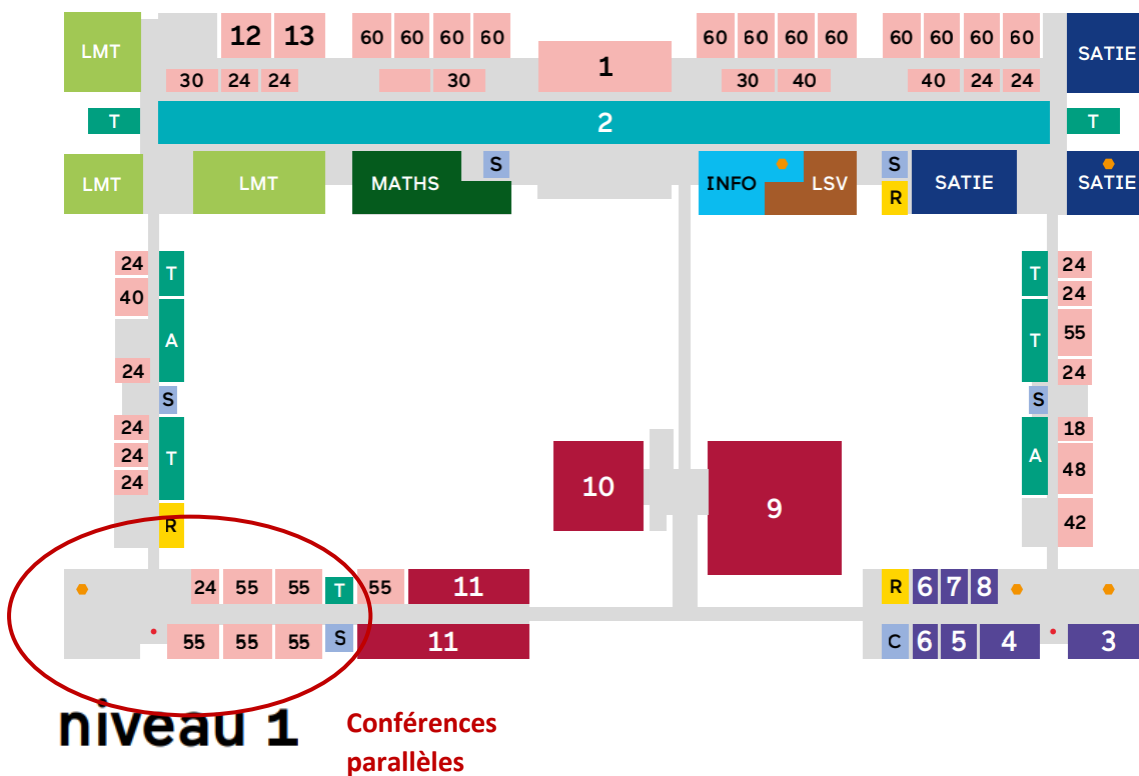 LMT 12 13 60 60 60 60 1 60 60 60 60 60 60 60 60 SATIE
30 24 24 30 30 40 40 24 24
T 2 T
LMT LMT MATHS S INFO LSV S R SATIE SATIE
24 T T 24
40 24
A T 55
24 24
S S
24 T A 18
24 48
24
R 42
10 9
24 55 55 T 55 11 R 6 7 8
55 55 55 S 11 C 6 5 4 3
niveau 1
Conférences
parallèles